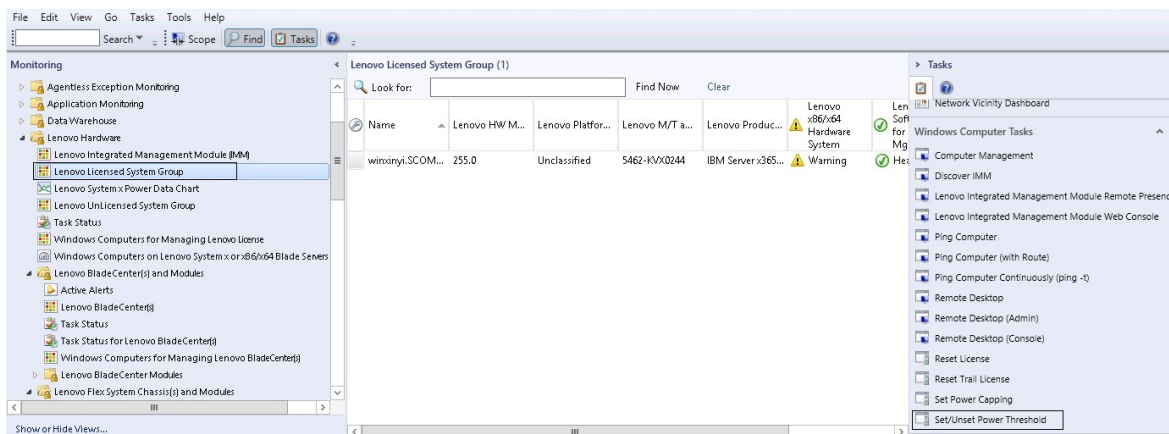 File Edit View Go Tasks Tools Help
Search Scope Find Tasks
Monitoring
Agentless Exception Monitoring
Application Monitoring
Data Warehouse
Lenovo Hardware
Lenovo Integrated Management Module (IMM)
Lenovo Licensed System Group
Lenovo System x Power Data Chart
Lenovo UnLicensed System Group
Task Status
Windows Computers for Managing Lenovo License
Windows Computers on Lenovo System x or x86/x64 Blade Servers
Lenovo BladeCenter(s) and Modules
Active Alerts
Lenovo BladeCenter(s)
Task Status
Task Status for Lenovo BladeCenter(s)
Windows Computers for Managing Lenovo BladeCenter(s)
Lenovo BladeCenter Modules
Lenovo Flex System Chassis(s) and Modules
Show or Hide Views...
Lenovo Licensed System Group (1)
Look for: Find Now Clear
Name Lenovo HW M... Lenovo Platfor... Lenovo M/T a... Lenovo Produc...
Lenovo
x86/x64
Hardware
System
Len
Soft
for
Mg
winxinyi.SCOM... 255.0 Unclassified 5462-KVX0244 IBM Server x365... Warning Hea
Tasks
Network Vicinity Dashboard
Windows Computer Tasks
Computer Management
Discover IMM
Lenovo Integrated Management Module Remote Presenc
Lenovo Integrated Management Module Web Console
Ping Computer
Ping Computer (with Route)
Ping Computer Continuously (ping -t)
Remote Desktop
Remote Desktop (Admin)
Remote Desktop (Console)
Reset License
Reset Trail License
Set Power Capping
Set/Unset Power Threshold